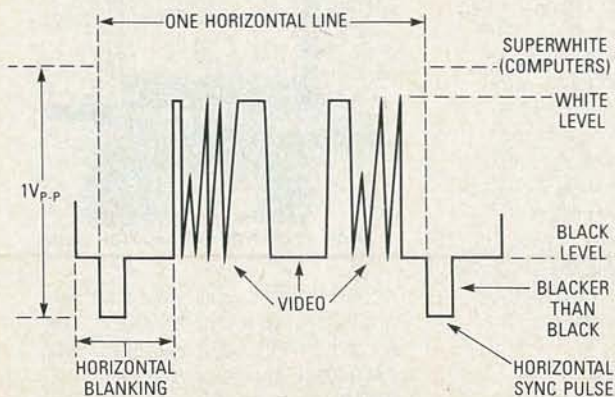 ONE HORIZONTAL LINE
SUPERWHITE
(COMPUTERS)
WHITE
LEVEL
1VP-P
BLACK
LEVEL
VIDEO
BLACKER
THAN
BLACK
HORIZONTAL
BLANKING
HORIZONTAL
SYNC PULSE